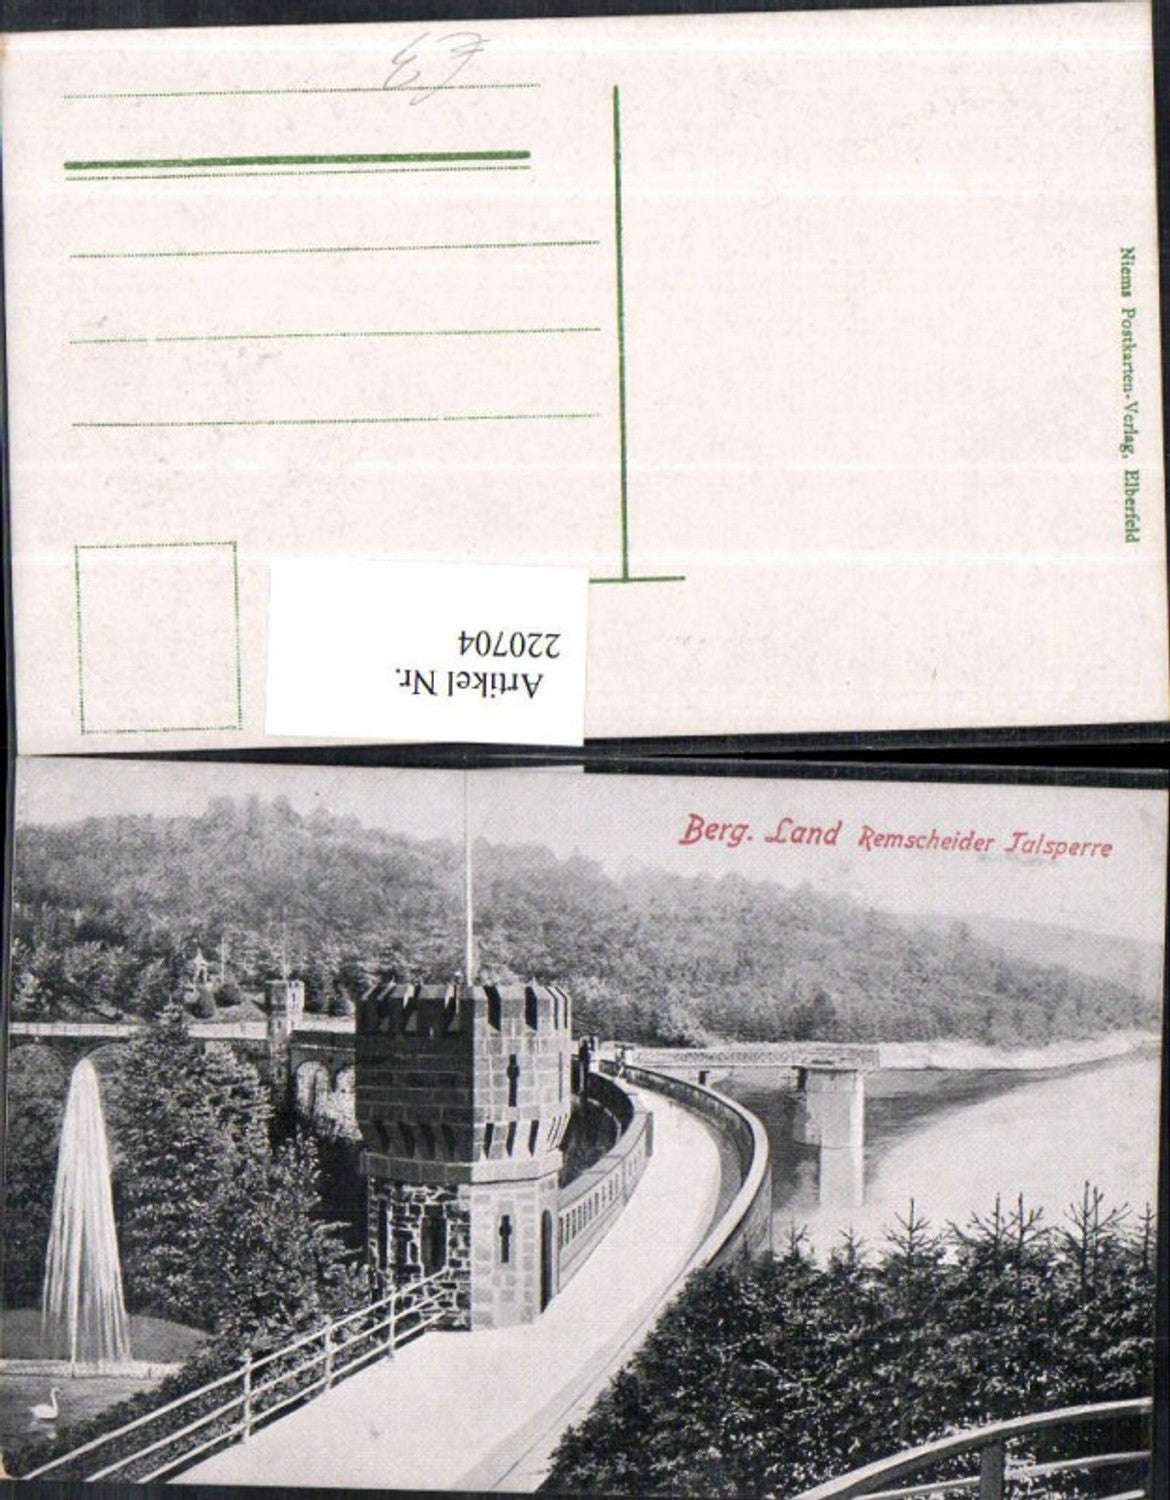 Niems Postkarten-Verlag, Elberfeld
Artikel Nr.
220704
Berg. Land Remscheider Talsperre